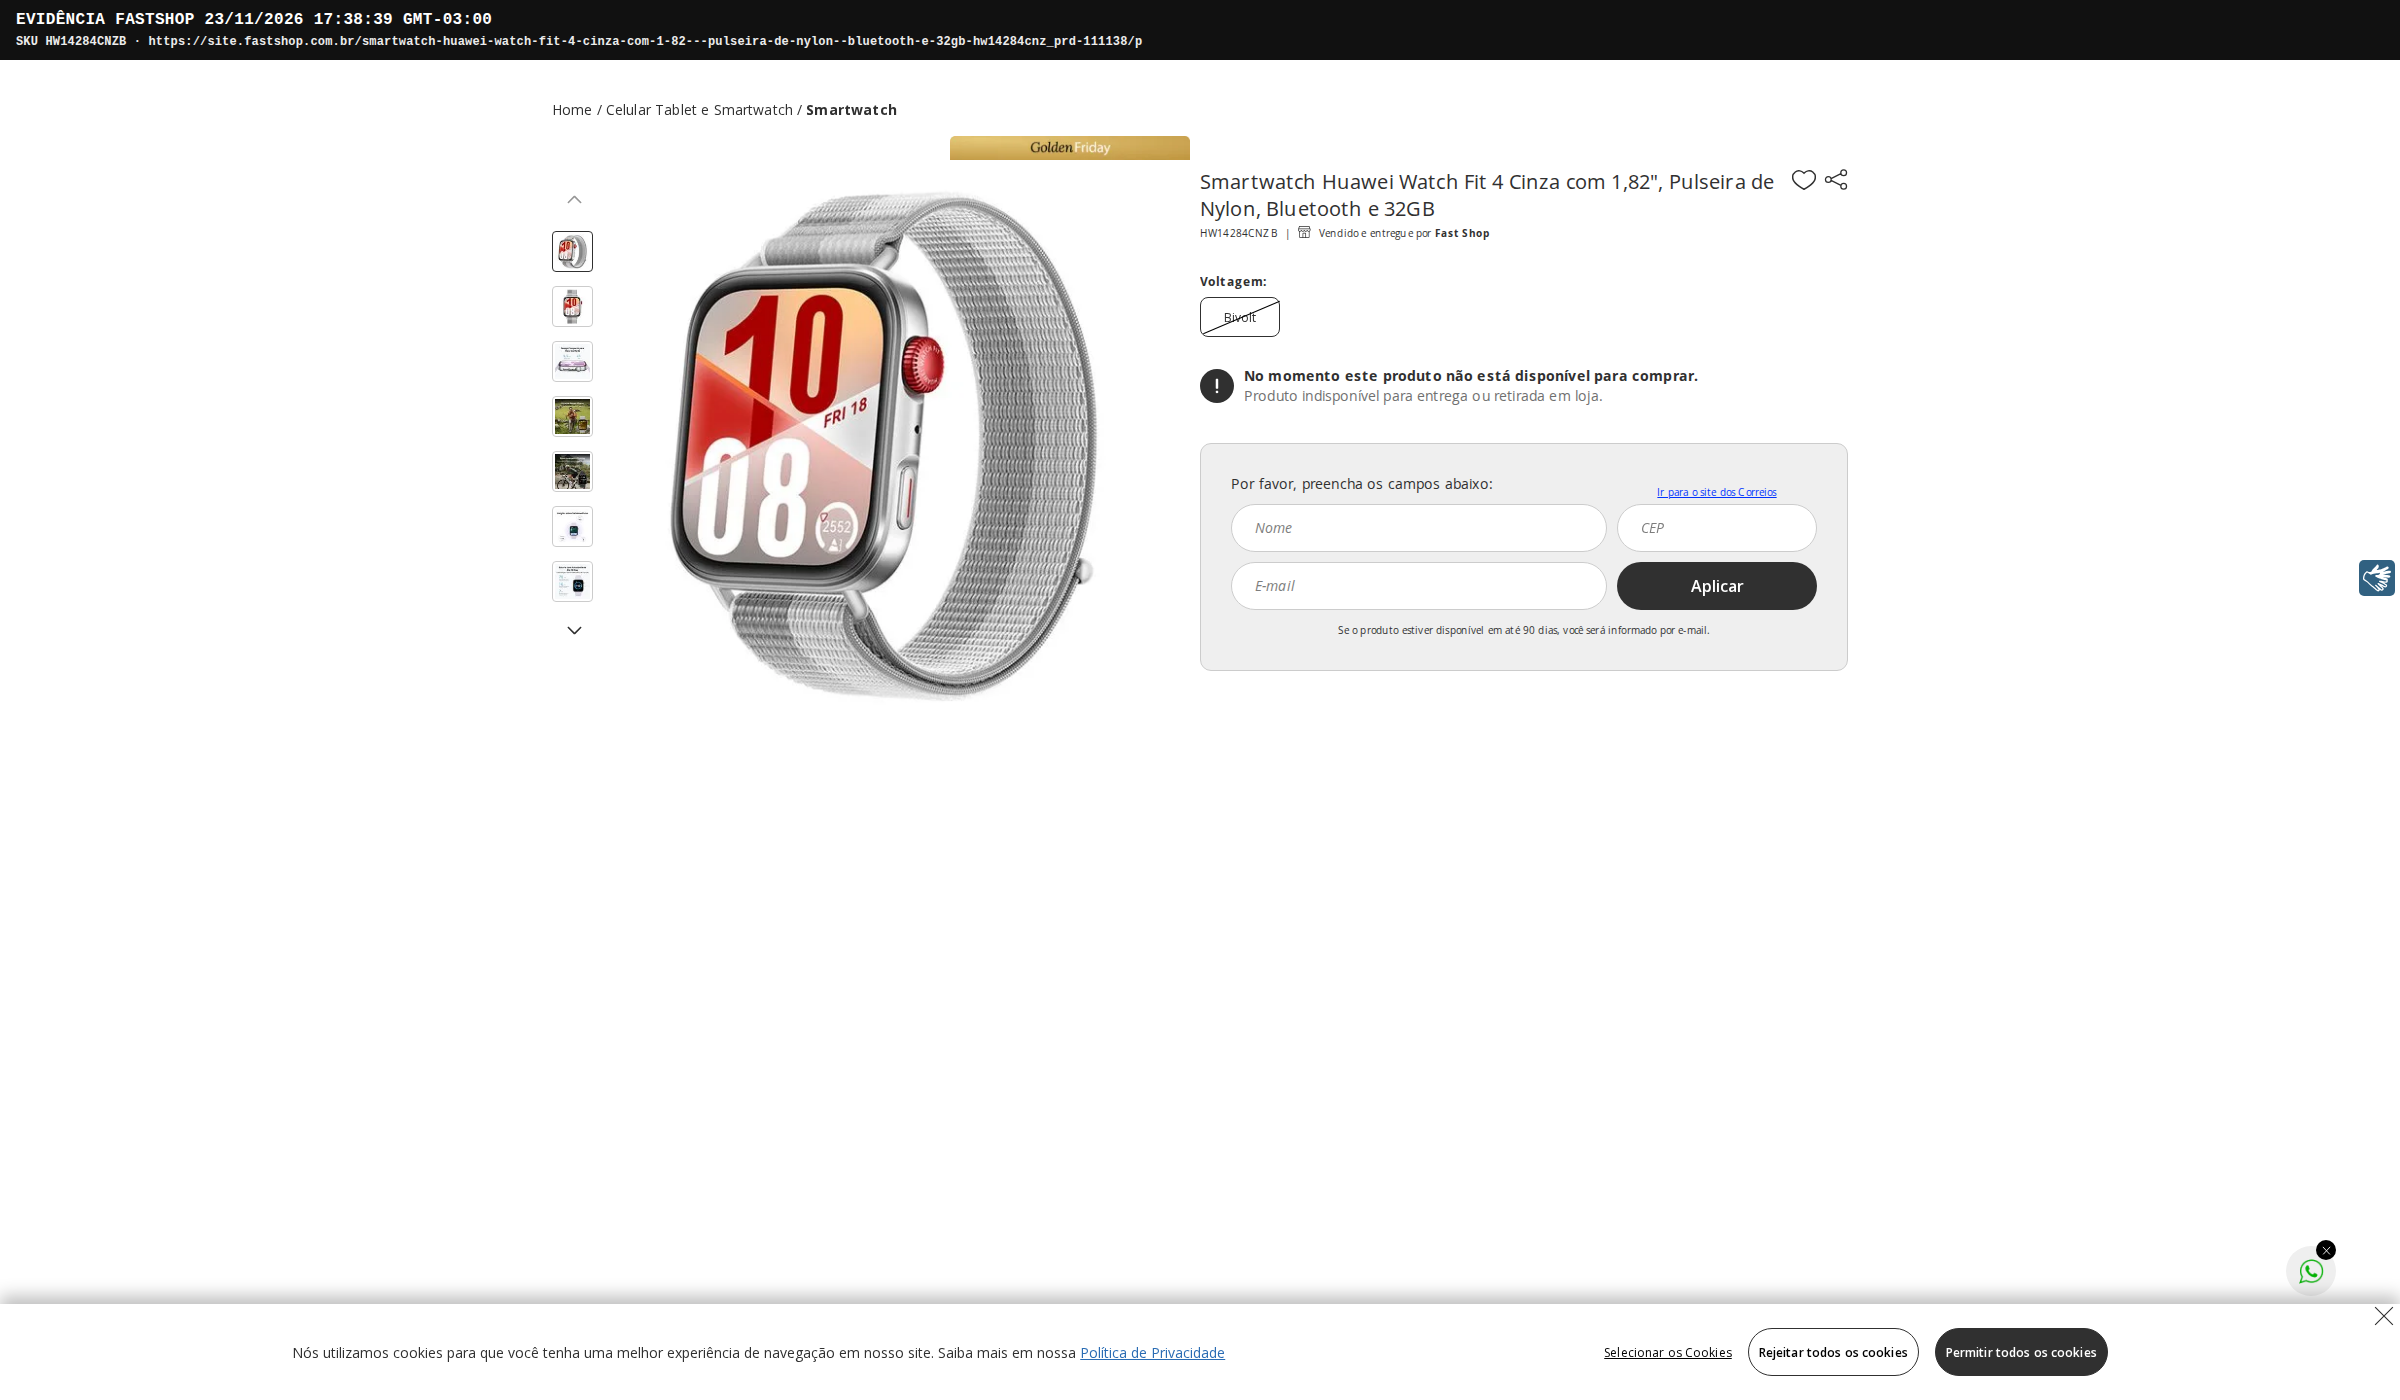 EVIDÊNCIA FASTSHOP 23/11/2026 17:38:39 GMT-03:00
SKU HW14284CNZB · https://site.fastshop.com.br/smartwatch-huawei-watch-fit-4-cinza-com-1-82---pulseira-de-nylon--bluetooth-e-32gb-hw14284cnz_prd-111138/p
Home / Celular Tablet e Smartwatch / Smartwatch
Golden Friday
Smartwatch Huawei Watch Fit 4 Cinza com 1,82", Pulseira de
Nylon, Bluetooth e 32GB
HW14284CNZB | Vendido e entregue por Fast Shop
Voltagem:
Bivolt
No momento este produto não está disponível para comprar.
Produto indisponível para entrega ou retirada em loja.
Por favor, preencha os campos abaixo:
Ir para o site dos Correios
Nome
CEP
E-mail
Aplicar
Se o produto estiver disponível em até 90 dias, você será informado por e-mail.
10
FRI 18
08
2552
Nós utilizamos cookies para que você tenha uma melhor experiência de navegação em nosso site. Saiba mais em nossa Política de Privacidade
Selecionar os Cookies
Rejeitar todos os cookies
Permitir todos os cookies